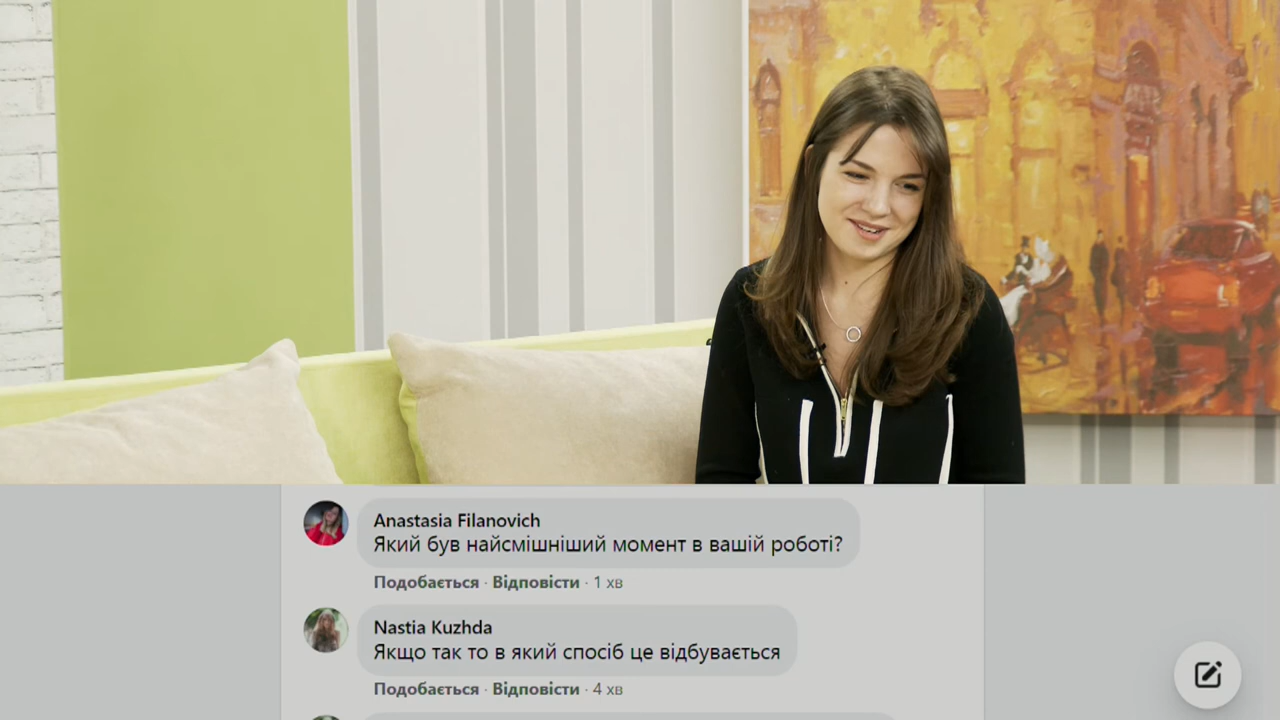 Anastasia Filanovich
Який був найсмішніший момент в вашій роботі?
Подобається · Відповісти · 1 хв
Nastia Kuzhda
Якщо так то в який спосіб це відбувається
Подобається · Відповісти · 4 хв